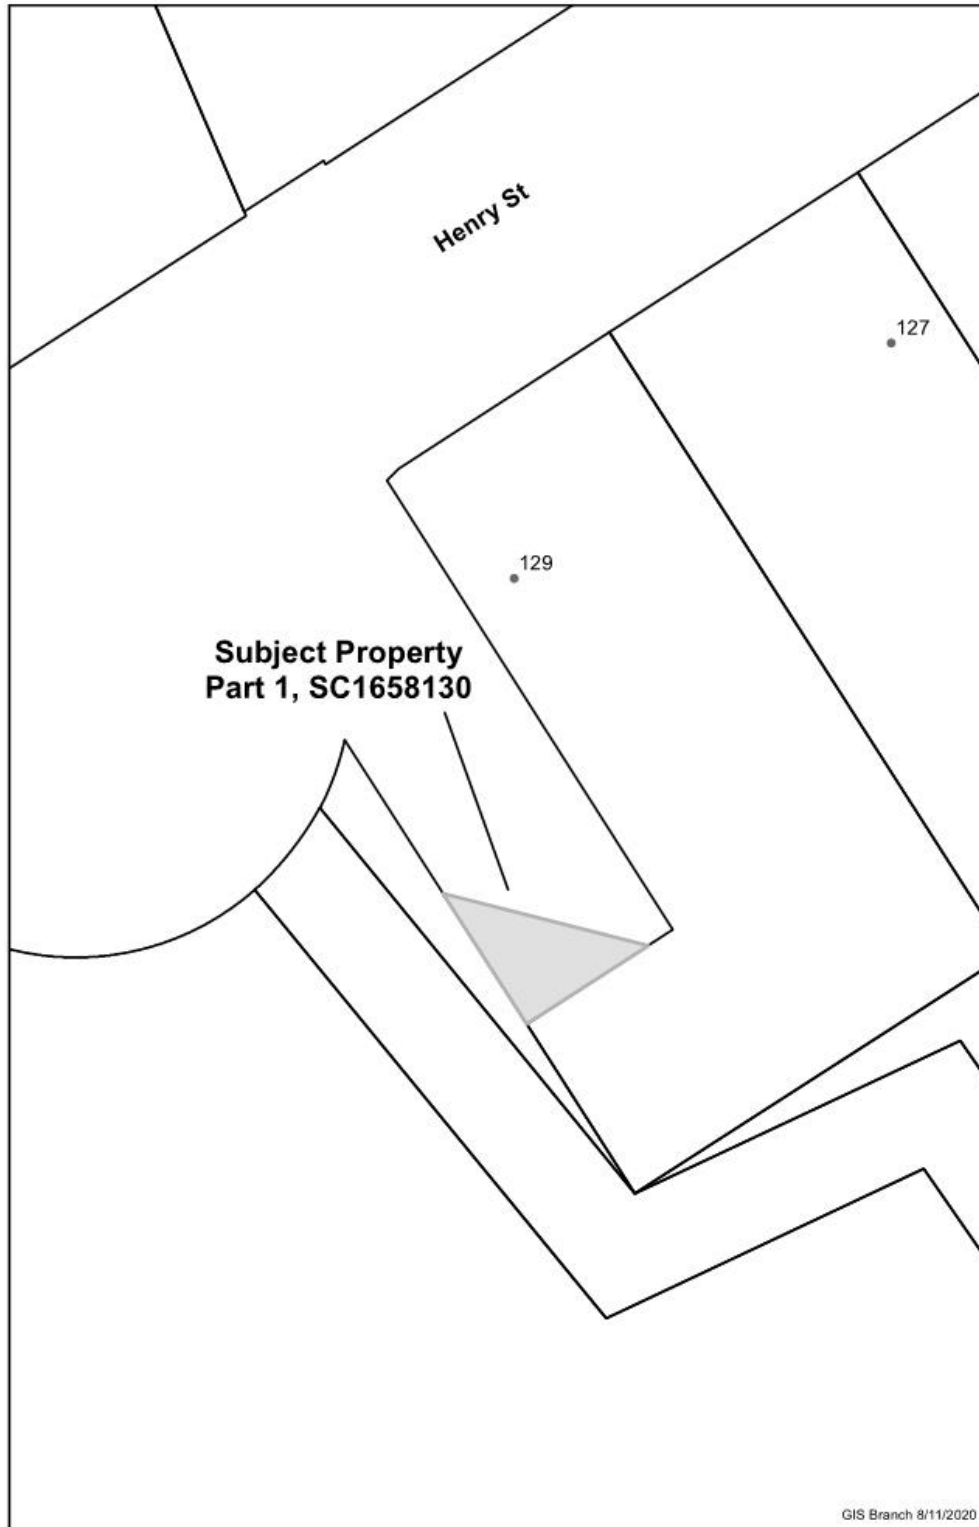 Henry St
127
129
Subject Property
Part 1, SC1658130
GIS Branch 8/11/2020